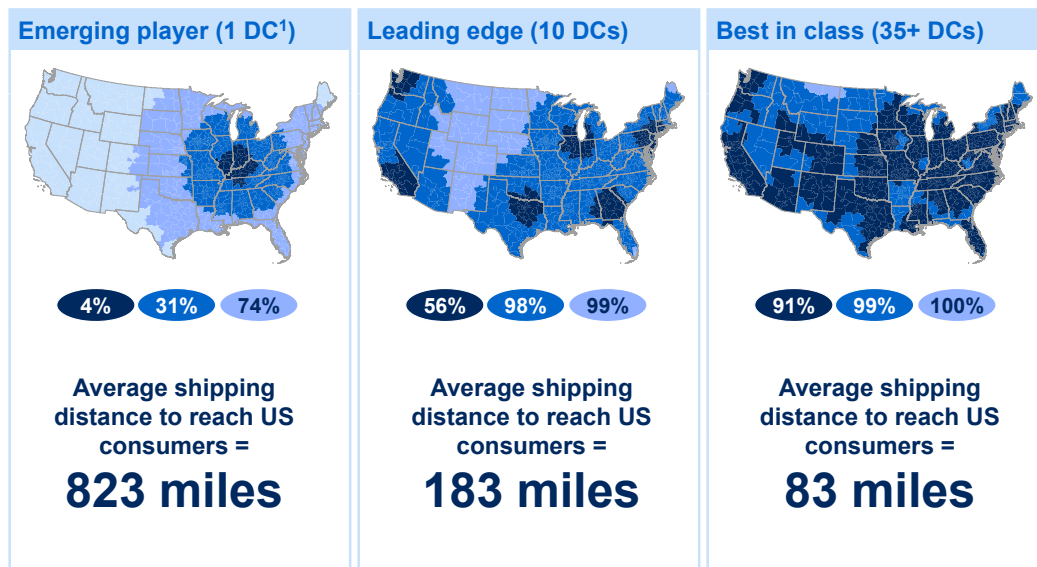 Emerging player (1 DC¹)
4% 31% 74%
Average shipping
distance to reach US
consumers =
823 miles
Leading edge (10 DCs)
56% 98% 99%
Average shipping
distance to reach US
consumers =
183 miles
Best in class (35+ DCs)
91% 99% 100%
Average shipping
distance to reach US
consumers =
83 miles